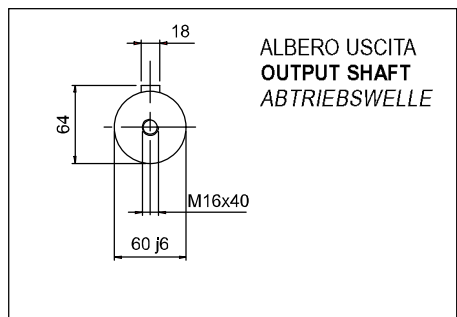 18
ALBERO USCITA
OUTPUT SHAFT
ABTRIEBSWELLE
64
M16x40
60 j6